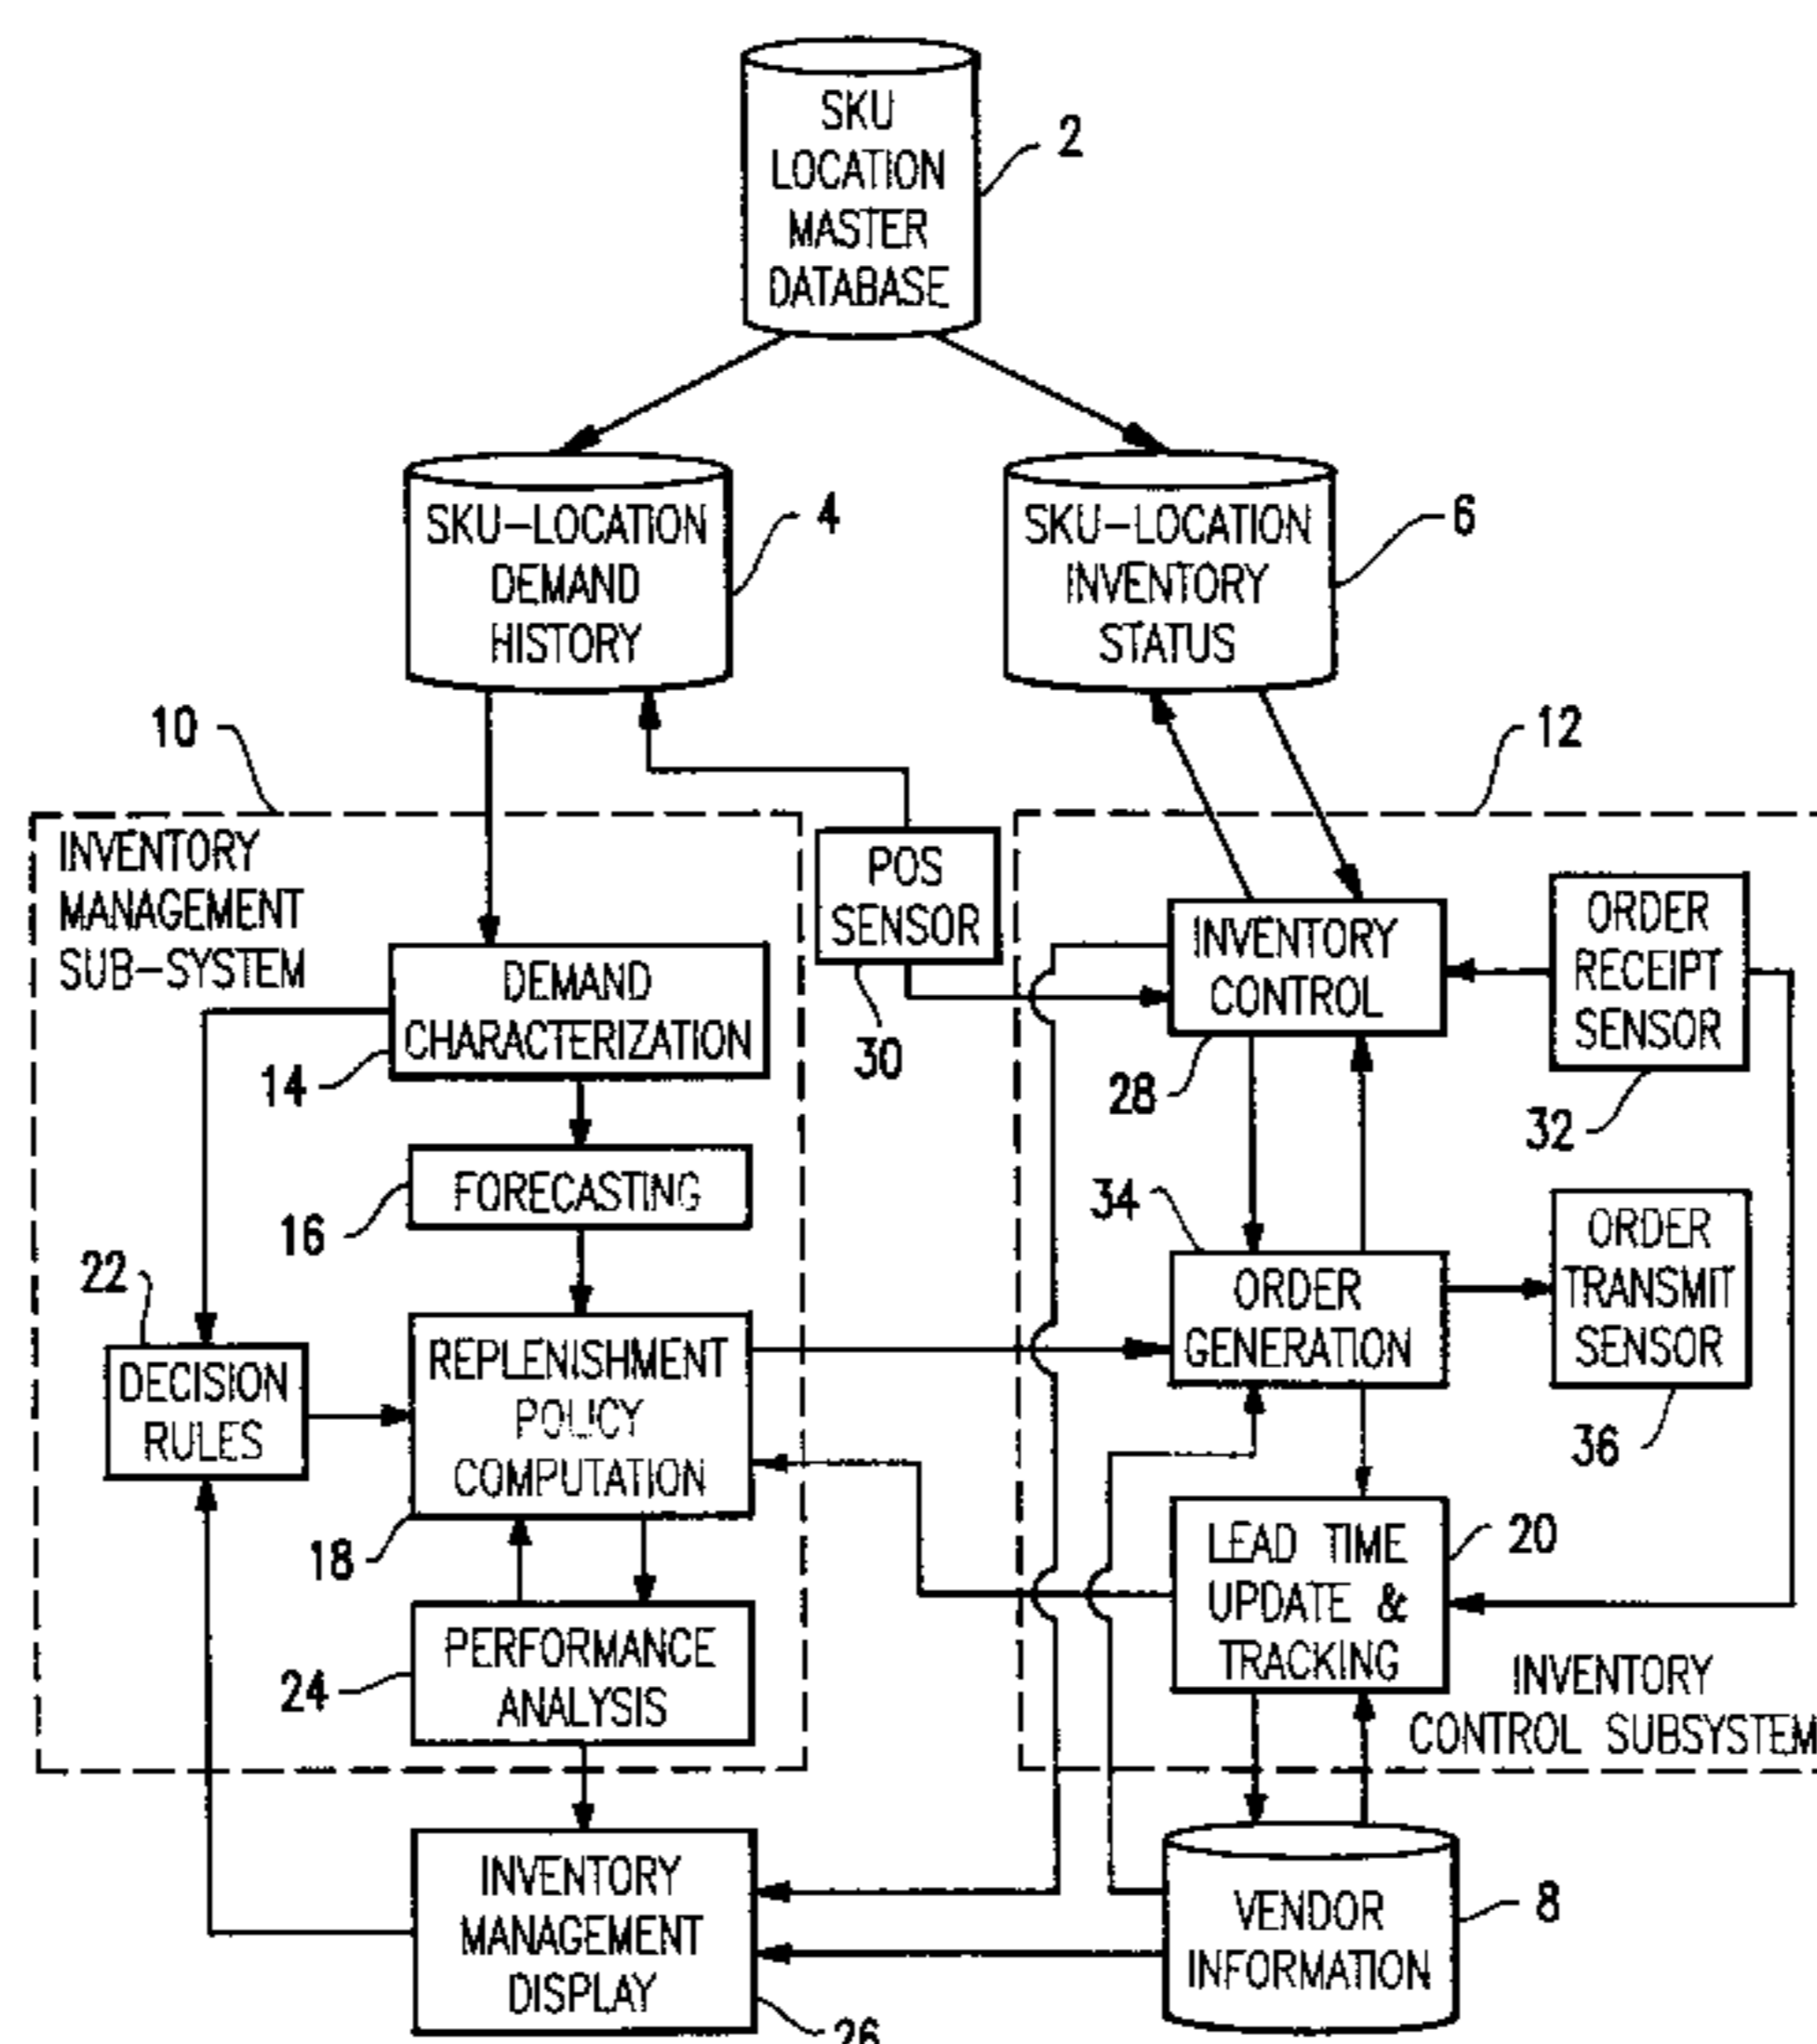 SKU
LOCATION
MASTER
DATABASE
2
SKU-LOCATION
DEMAND
HISTORY
4
SKU-LOCATION
INVENTORY
STATUS
6
10
12
INVENTORY
MANAGEMENT
SUB-SYSTEM
POS
SENSOR
30
DEMAND
CHARACTERIZATION
14
INVENTORY
CONTROL
28
ORDER
RECEIPT
SENSOR
32
FORECASTING
16
34
ORDER
GENERATION
ORDER
TRANSMIT
SENSOR
36
22
DECISION
RULES
REPLENISHMENT
POLICY
COMPUTATION
18
LEAD TIME
UPDATE &
TRACKING
20
PERFORMANCE
ANALYSIS
24
INVENTORY
CONTROL SUBSYSTEM
INVENTORY
MANAGEMENT
DISPLAY
26
VENDOR
INFORMATION
8